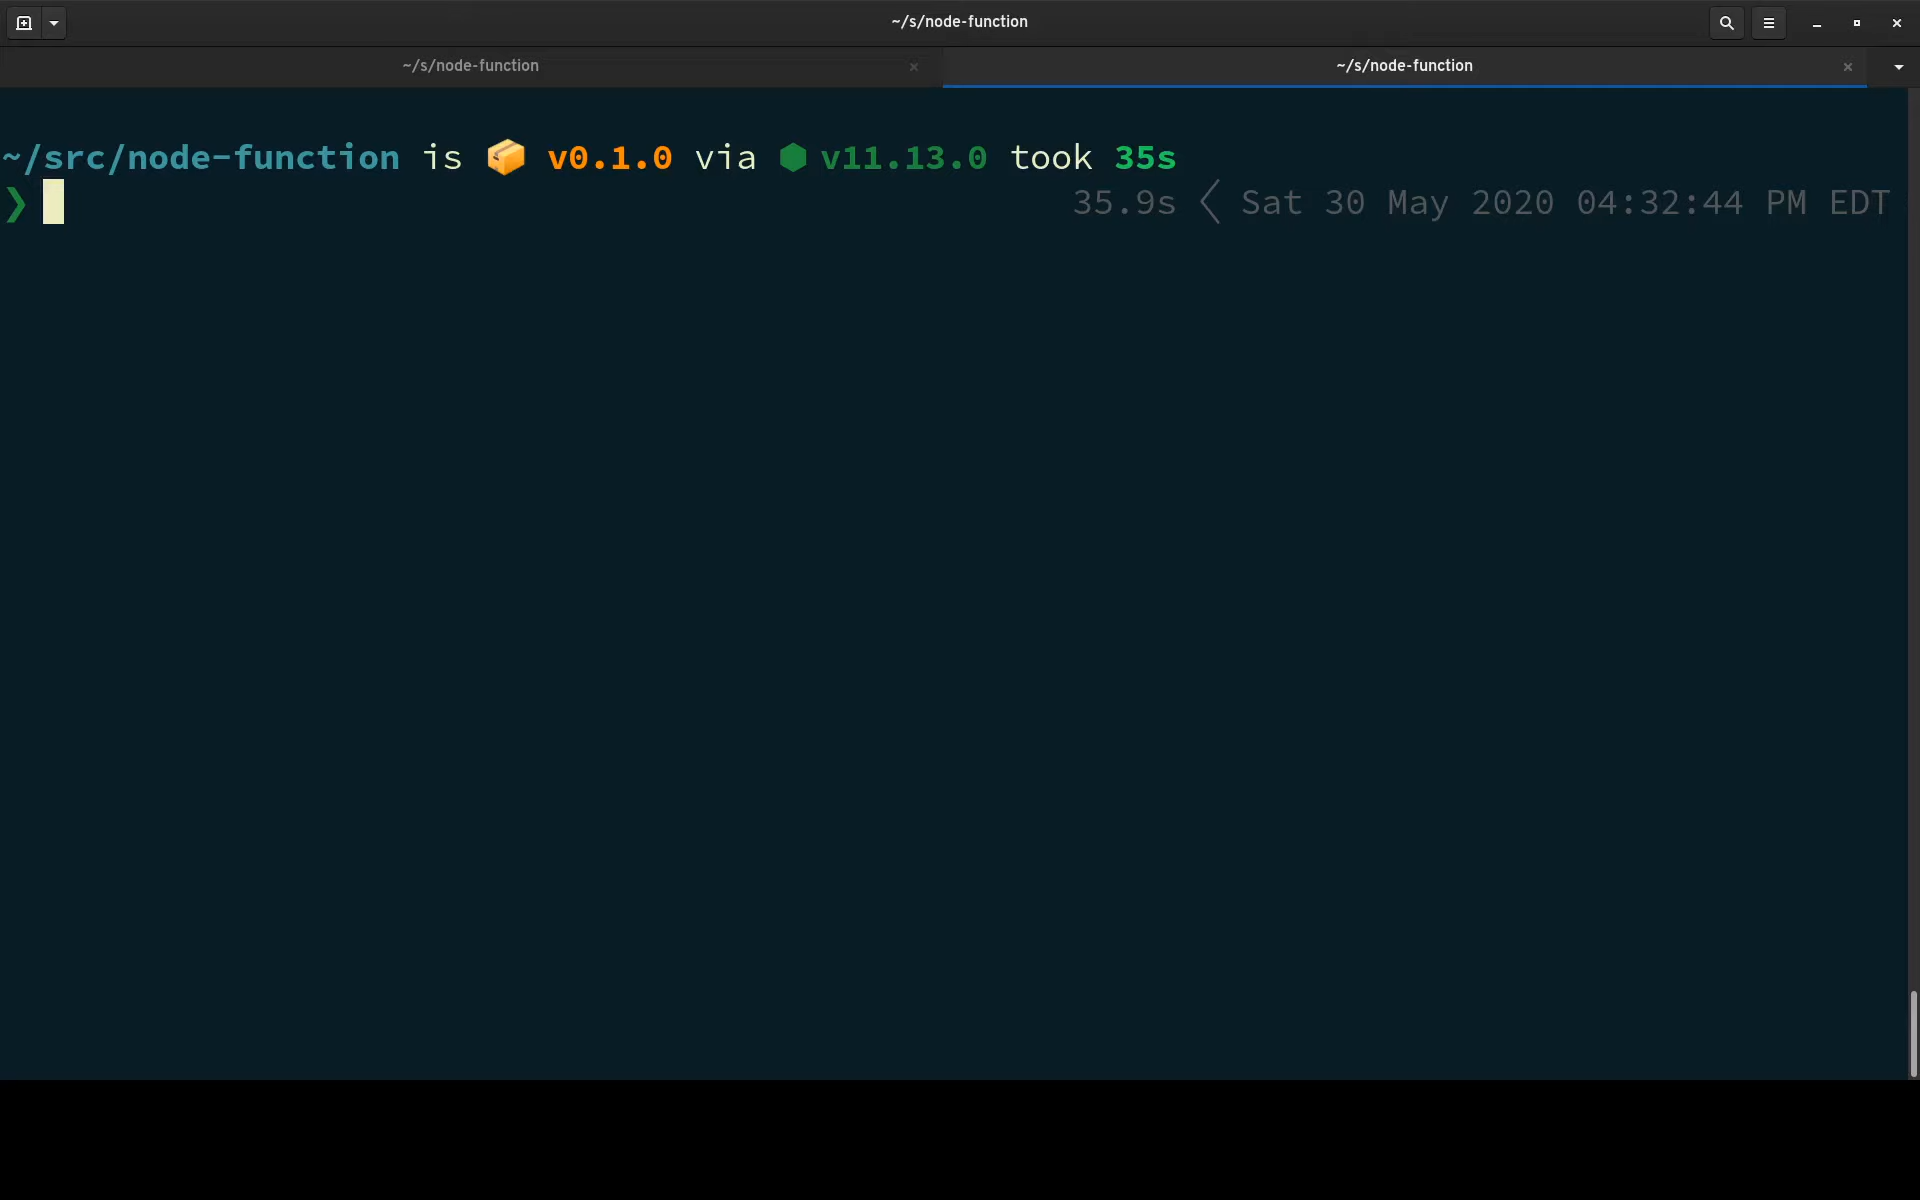 ~/s/node-function
~/s/node-function ~/s/node-function
~/src/node-function is 📦 v0.1.0 via ⬢ v11.13.0 took 35s
❯ 35.9s < Sat 30 May 2020 04:32:44 PM EDT